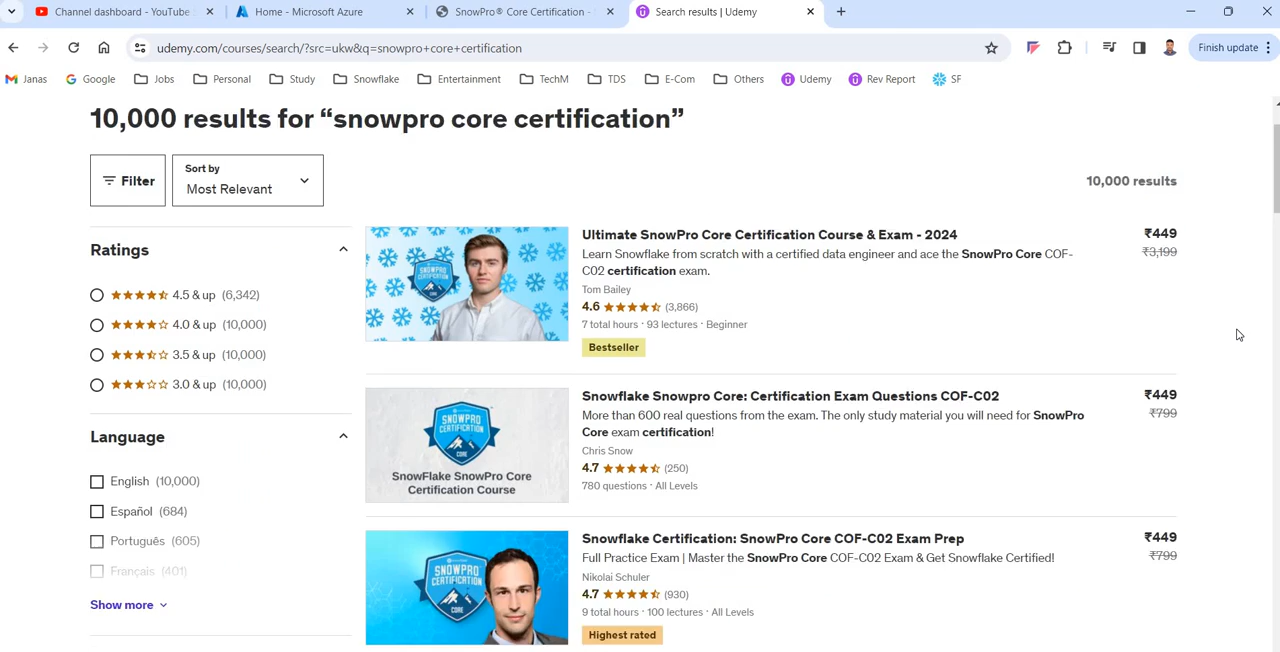 Channel dashboard - YouTube
Home - Microsoft Azure
SnowPro® Core Certification -
Search results | Udemy
udemy.com/courses/search/?src=ukw&q=snowpro+core+certification
Finish update
Janas
Google
Jobs
Personal
Study
Snowflake
Entertainment
TechM
TDS
E-Com
Others
Udemy
Rev Report
SF
10,000 results for “snowpro core certification”
Filter
Sort by
Most Relevant
10,000 results
Ratings
4.5 & up (6,342)
4.0 & up (10,000)
3.5 & up (10,000)
3.0 & up (10,000)
Language
English (10,000)
Español (684)
Português (605)
Français (401)
Show more
SNOWPRO
CERTIFICATION
CORE
Ultimate SnowPro Core Certification Course & Exam - 2024
₹449
Learn Snowflake from scratch with a certified data engineer and ace the SnowPro Core COF-
₹3,199
C02 certification exam.
Tom Bailey
4.6 (3,866)
7 total hours · 93 lectures · Beginner
Bestseller
SNOWPRO
CERTIFICATION
CORE
SnowFlake SnowPro Core
Certification Course
Snowflake Snowpro Core: Certification Exam Questions COF-C02
₹449
More than 600 real questions from the exam. The only study material you will need for SnowPro
₹799
Core exam certification!
Chris Snow
4.7 (250)
780 questions · All Levels
SNOWPRO
CERTIFICATION
CORE
Snowflake Certification: SnowPro Core COF-C02 Exam Prep
₹449
Full Practice Exam | Master the SnowPro Core COF-C02 Exam & Get Snowflake Certified!
₹799
Nikolai Schuler
4.7 (930)
9 total hours · 100 lectures · All Levels
Highest rated